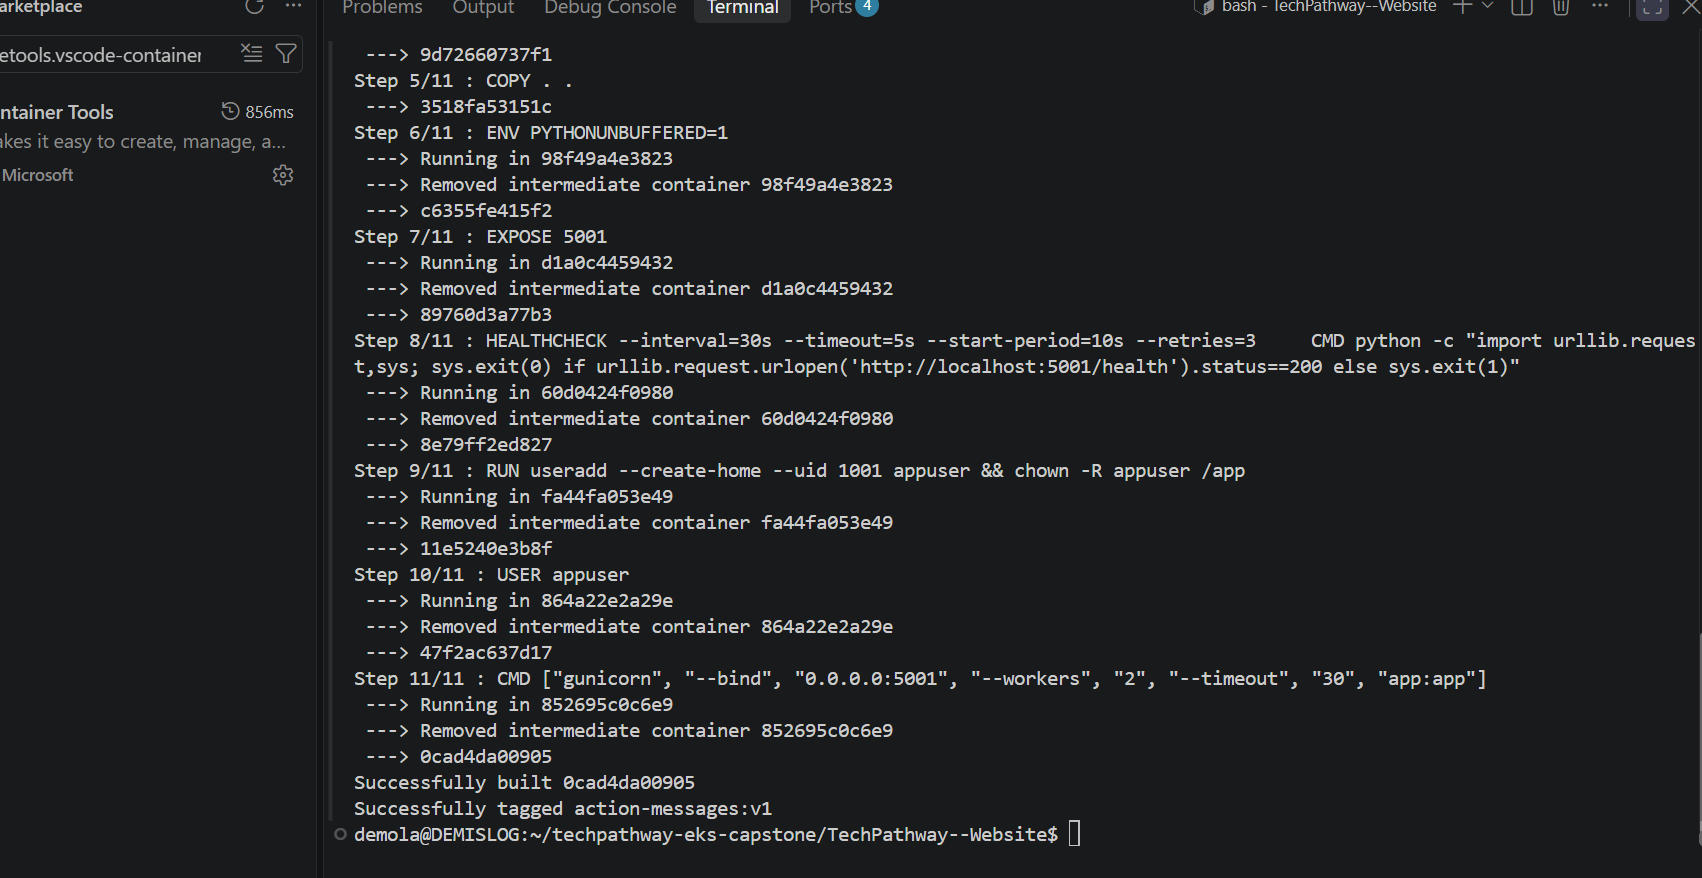 arketplace
Problems Output Debug Console Terminal Ports 4 bash - TechPathway--Website
etools.vscode-container
ntainer Tools 856ms
akes it easy to create, manage, a...
Microsoft
---> 9d72660737f1
Step 5/11 : COPY . .
---> 3518fa53151c
Step 6/11 : ENV PYTHONUNBUFFERED=1
---> Running in 98f49a4e3823
---> Removed intermediate container 98f49a4e3823
---> c6355fe415f2
Step 7/11 : EXPOSE 5001
---> Running in d1a0c4459432
---> Removed intermediate container d1a0c4459432
---> 89760d3a77b3
Step 8/11 : HEALTHCHECK --interval=30s --timeout=5s --start-period=10s --retries=3     CMD python -c "import urllib.reques
t,sys; sys.exit(0) if urllib.request.urlopen('http://localhost:5001/health').status==200 else sys.exit(1)"
---> Running in 60d0424f0980
---> Removed intermediate container 60d0424f0980
---> 8e79ff2ed827
Step 9/11 : RUN useradd --create-home --uid 1001 appuser && chown -R appuser /app
---> Running in fa44fa053e49
---> Removed intermediate container fa44fa053e49
---> 11e5240e3b8f
Step 10/11 : USER appuser
---> Running in 864a22e2a29e
---> Removed intermediate container 864a22e2a29e
---> 47f2ac637d17
Step 11/11 : CMD ["gunicorn", "--bind", "0.0.0.0:5001", "--workers", "2", "--timeout", "30", "app:app"]
---> Running in 852695c0c6e9
---> Removed intermediate container 852695c0c6e9
---> 0cad4da00905
Successfully built 0cad4da00905
Successfully tagged action-messages:v1
demola@DEMISLOG:~/techpathway-eks-capstone/TechPathway--Website$